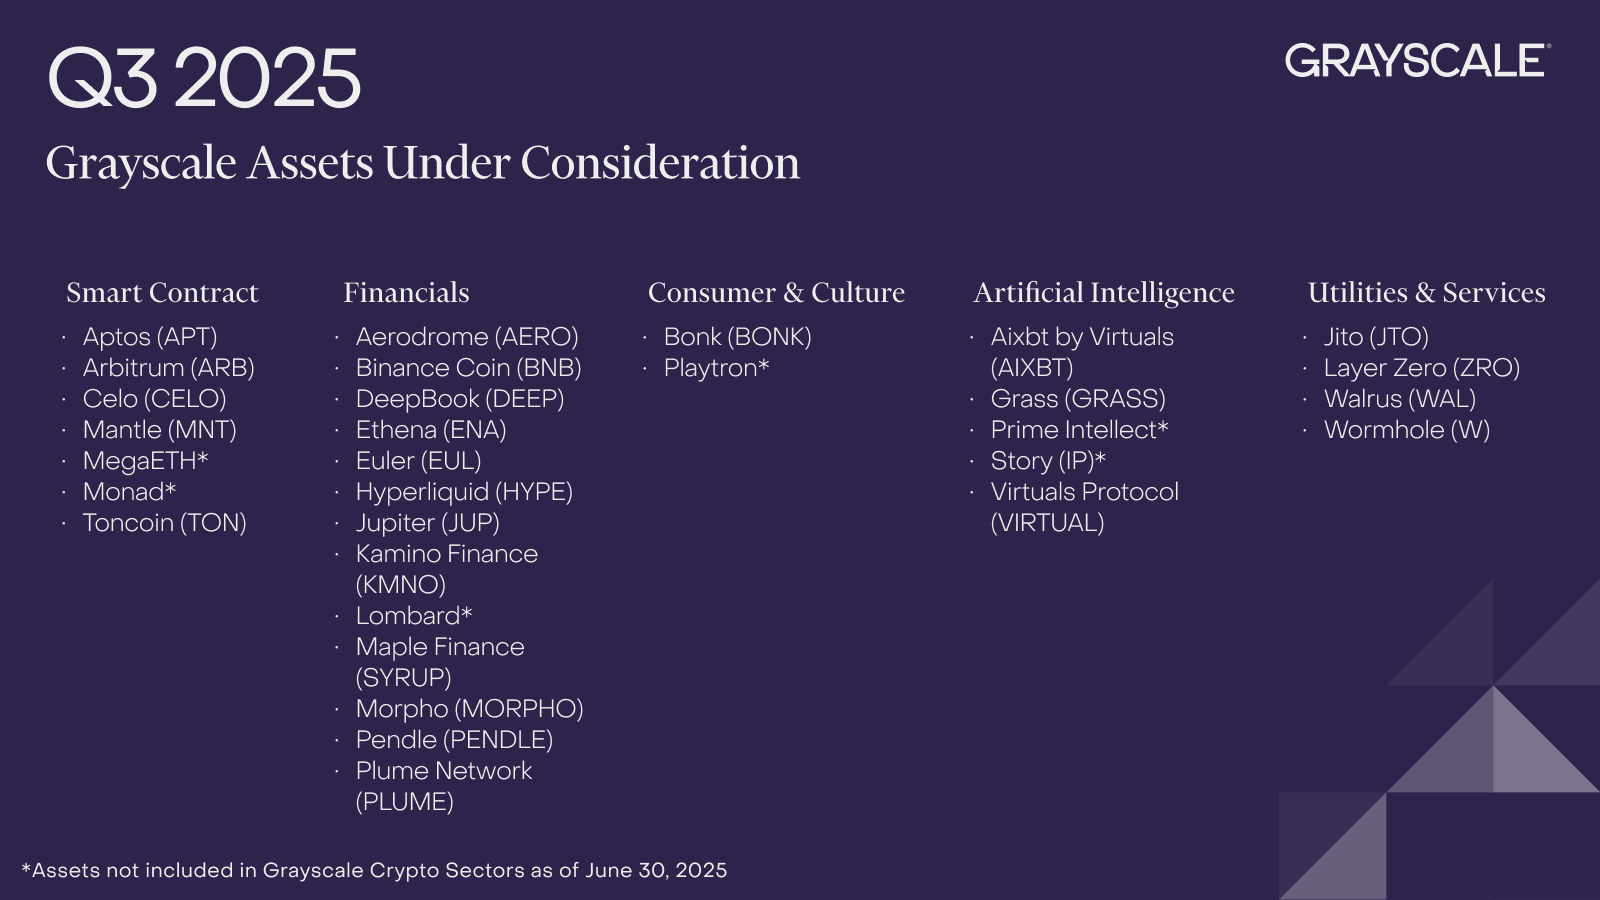 Q3 2025
GRAYSCALE®
Grayscale Assets Under Consideration
Smart Contract
· Aptos (APT)
· Arbitrum (ARB)
· Celo (CELO)
· Mantle (MNT)
· MegaETH*
· Monad*
· Toncoin (TON)
Financials
· Aerodrome (AERO)
· Binance Coin (BNB)
· DeepBook (DEEP)
· Ethena (ENA)
· Euler (EUL)
· Hyperliquid (HYPE)
· Jupiter (JUP)
· Kamino Finance
(KMNO)
· Lombard*
· Maple Finance
(SYRUP)
· Morpho (MORPHO)
· Pendle (PENDLE)
· Plume Network
(PLUME)
Consumer & Culture
· Bonk (BONK)
· Playtron*
Artificial Intelligence
· Aixbt by Virtuals
(AIXBT)
· Grass (GRASS)
· Prime Intellect*
· Story (IP)*
· Virtuals Protocol
(VIRTUAL)
Utilities & Services
· Jito (JTO)
· Layer Zero (ZRO)
· Walrus (WAL)
· Wormhole (W)
*Assets not included in Grayscale Crypto Sectors as of June 30, 2025